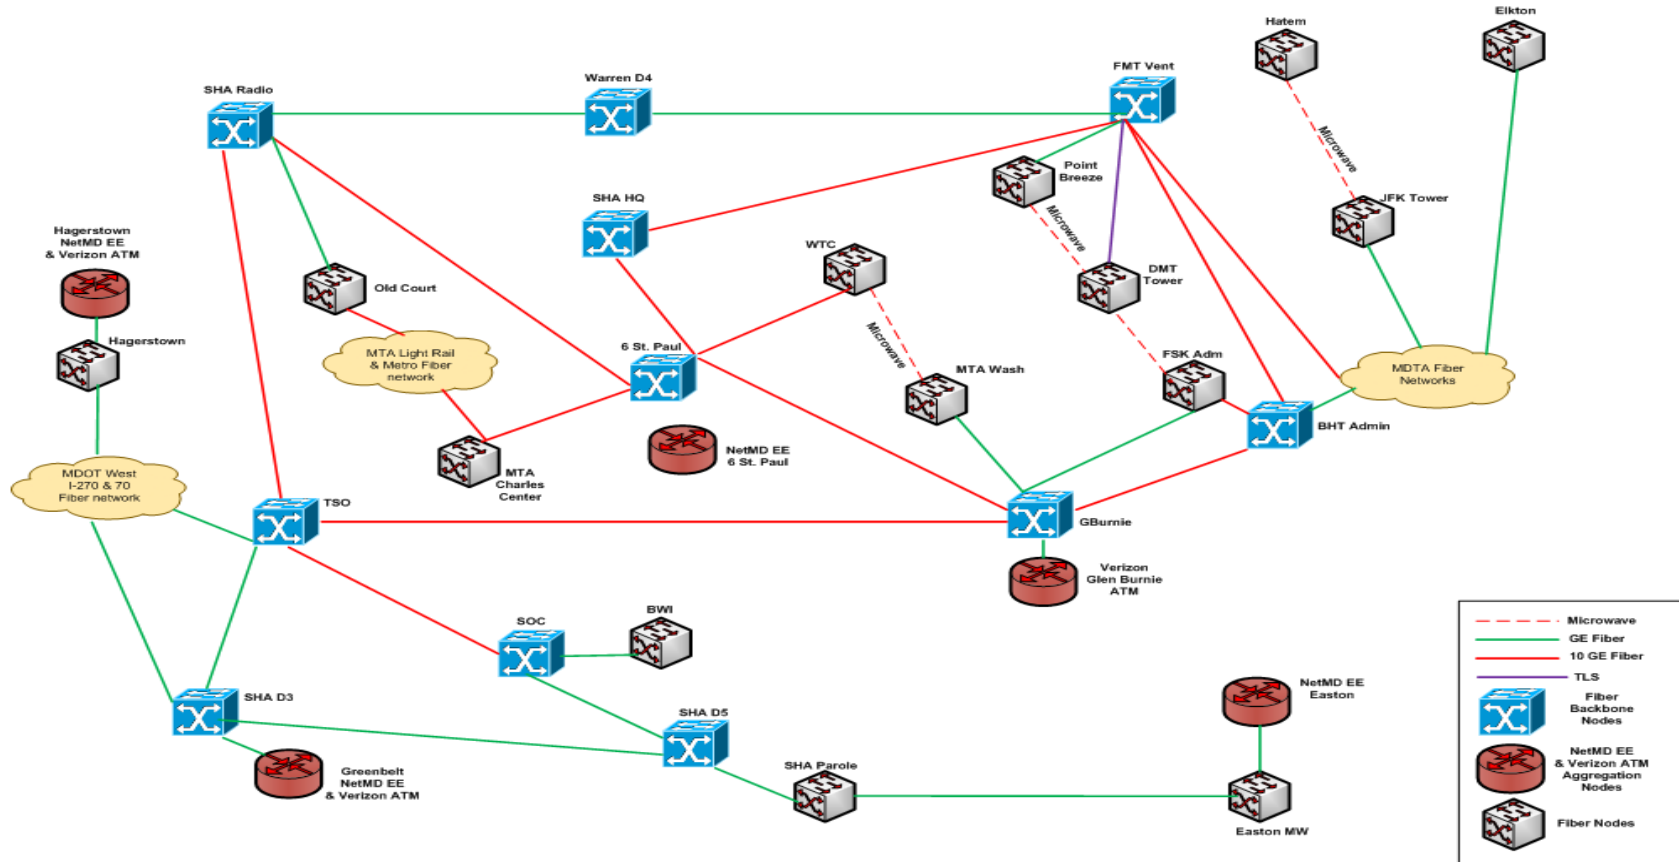 Hatem
Elkton
Warren D4
FMT Vent
SHA Radio
Microwave
Point
Breeze
SHA HQ
JFK Tower
Microwave
Hagerstown
NetMD EE
& Verizon ATM
WTC
DMT
Tower
Old Court
Microwave
Hagerstown
6 St. Paul
MTA Light Rail
& Metro Fiber
network
FSK Adm
MTA Wash
MDTA Fiber
Networks
BHT Admin
NetMD EE
6 St. Paul
MTA
Charles
Center
MDOT West
I-270 & 70
Fiber network
TSO
GBurnie
Verizon
Glen Burnie
ATM
BWI
SOC
SHA D3
SHA D5
NetMD EE
Easton
SHA Parole
Greenbelt
NetMD EE
& Verizon ATM
Easton MW
Microwave
GE Fiber
10 GE Fiber
TLS
Fiber
Backbone
Nodes
NetMD EE
& Verizon ATM
Aggregation
Nodes
Fiber Nodes